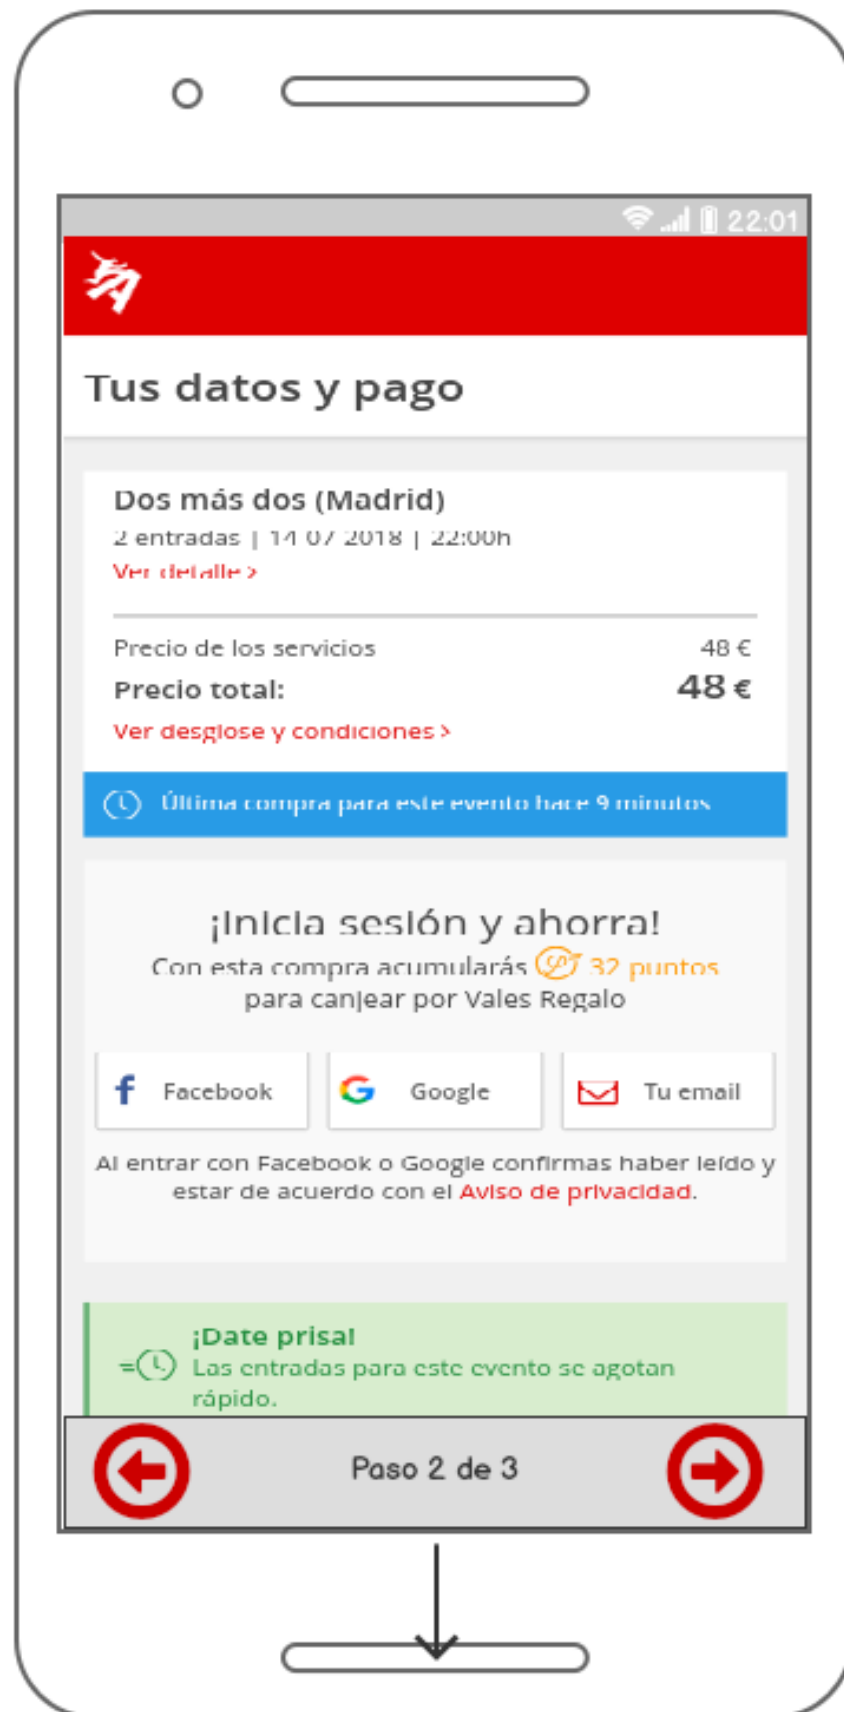 22:01
Tus datos y pago
Dos más dos (Madrid)
2 entradas | 14 07 2018 | 22:00h
Ver detalle >
Precio de los servicios 48 €
Precio total: 48 €
Ver desglose y condiciones >
Última compra para este evento hace 9 minutos
¡Inicia sesión y ahorra!
Con esta compra acumularás 32 puntos
para canjear por Vales Regalo
Facebook Google Tu email
Al entrar con Facebook o Google confirmas haber leído y
estar de acuerdo con el Aviso de privacidad.
¡Date prisa!
Las entradas para este evento se agotan
rápido.
Paso 2 de 3